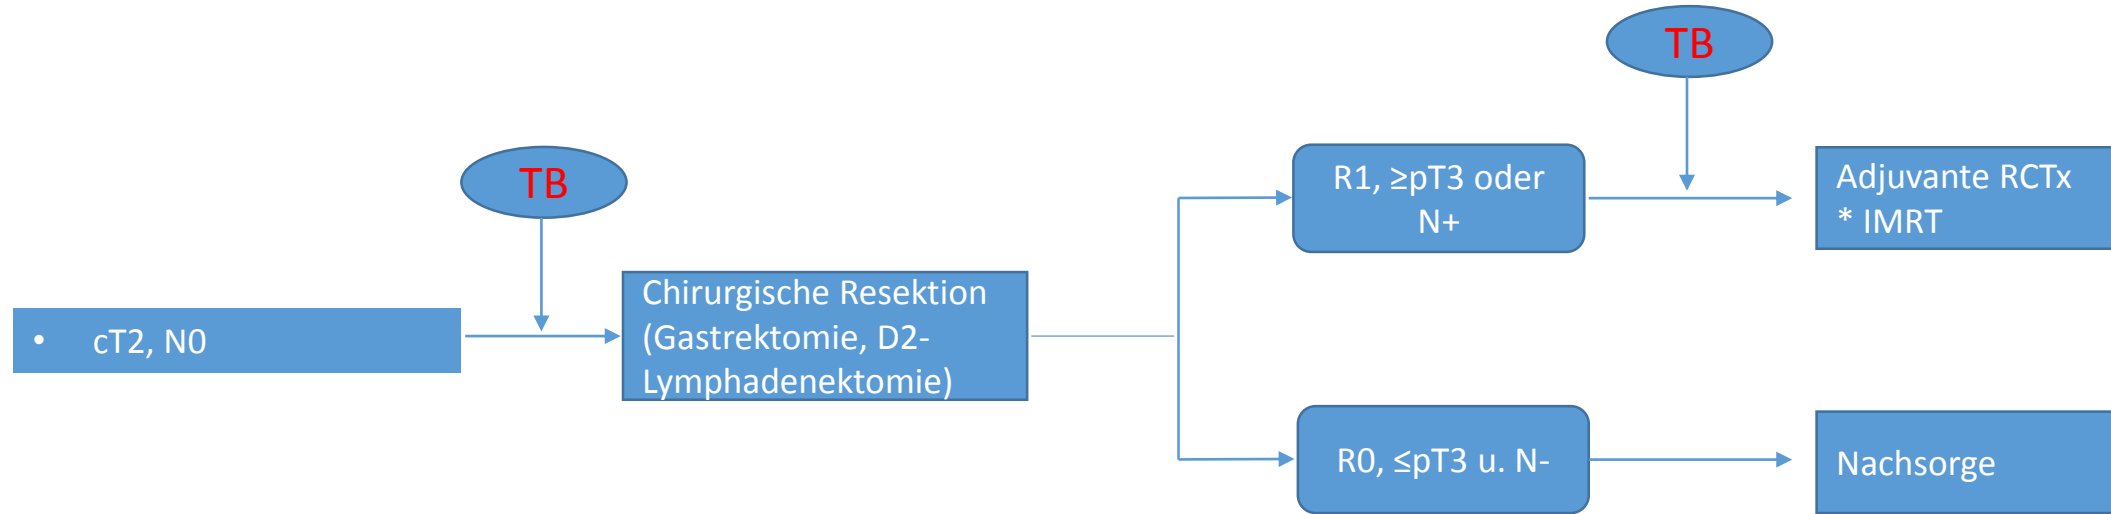 TB
TB
• cT2, N0
Chirurgische Resektion
(Gastrektomie, D2-
Lymphadenektomie)
R1, ≥pT3 oder
N+
Adjuvante RCTx
* IMRT
R0, ≤pT3 u. N-
Nachsorge